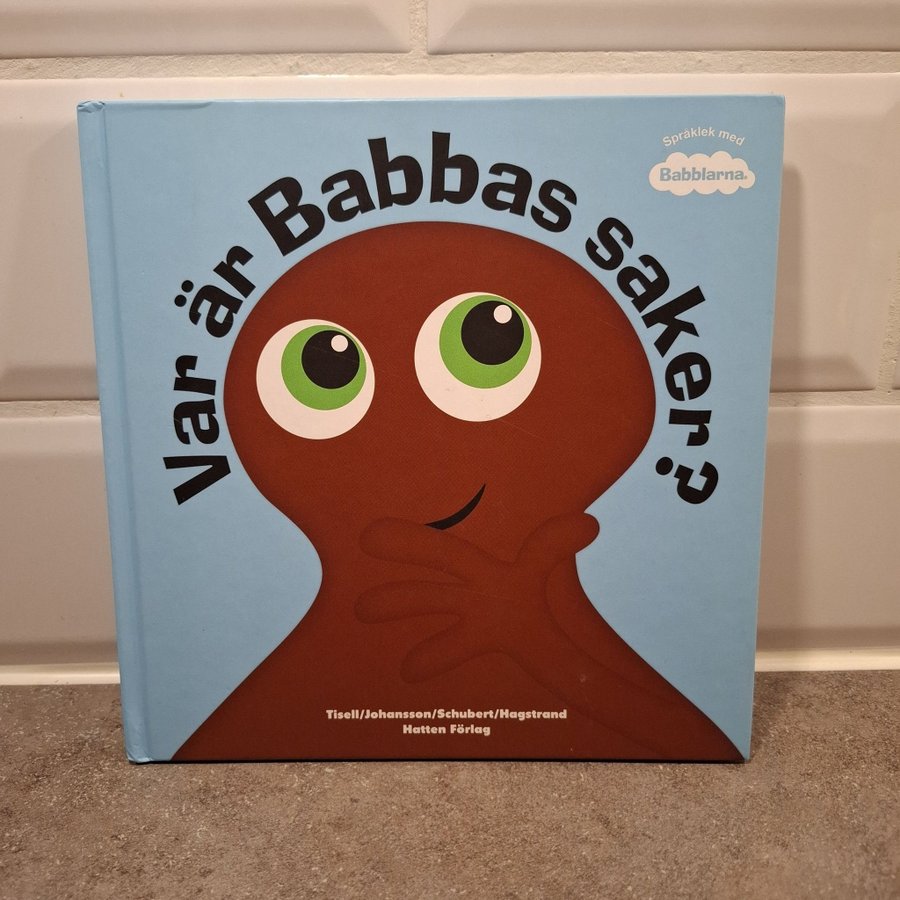 Språklek med
Babblarna®
Var är Babbas saker?
Tisell/Johansson/Schubert/Hagstrand
Hatten Förlag